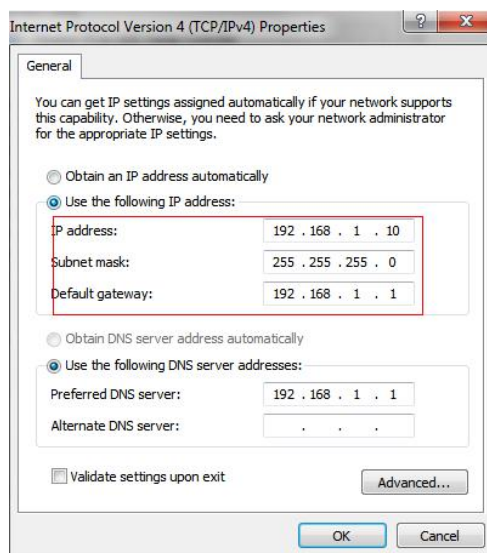 Internet Protocol Version 4 (TCP/IPv4) Properties
General
You can get IP settings assigned automatically if your network supports
this capability. Otherwise, you need to ask your network administrator
for the appropriate IP settings.
Obtain an IP address automatically
Use the following IP address:
IP address: 192 . 168 . 1 . 10
Subnet mask: 255 . 255 . 255 . 0
Default gateway: 192 . 168 . 1 . 1
Obtain DNS server address automatically
Use the following DNS server addresses:
Preferred DNS server: 192 . 168 . 1 . 1
Alternate DNS server: . . .
Validate settings upon exit
Advanced...
OK Cancel